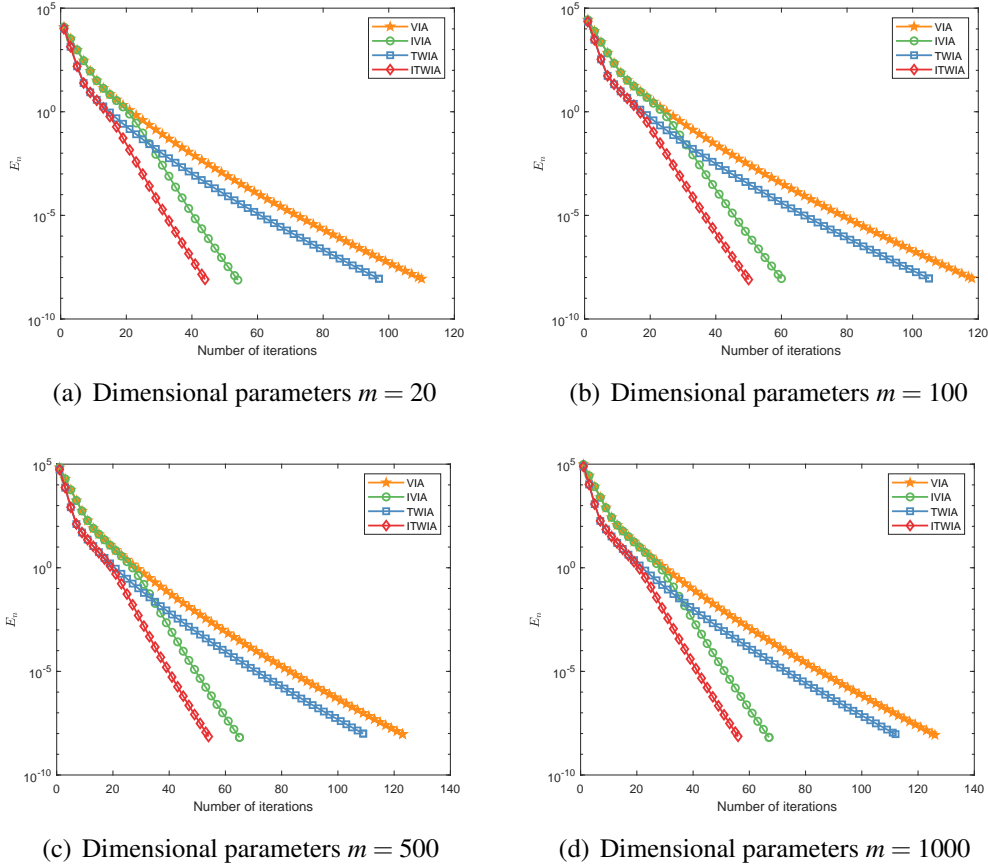 10^5
10^0
10^-5
10^-10
E_n
0 20 40 60 80 100 120
Number of iterctions
VIA
IVIA
TWIA
ITWIA
(a) Dimensional parameters m = 20
10^5
10^0
10^-5
10^-10
E_n
0 20 40 60 80 100 120
Number of iterctions
VIA
IVIA
TWIA
ITWIA
(b) Dimensional parameters m = 100
10^5
10^0
10^-5
10^-10
E_n
0 20 40 60 80 100 120 140
Number of iterctions
VIA
IVIA
TWIA
ITWIA
(c) Dimensional parameters m = 500
10^5
10^0
10^-5
10^-10
E_n
0 20 40 60 80 100 120 140
Number of iterctions
VIA
IVIA
TWIA
ITWIA
(d) Dimensional parameters m = 1000